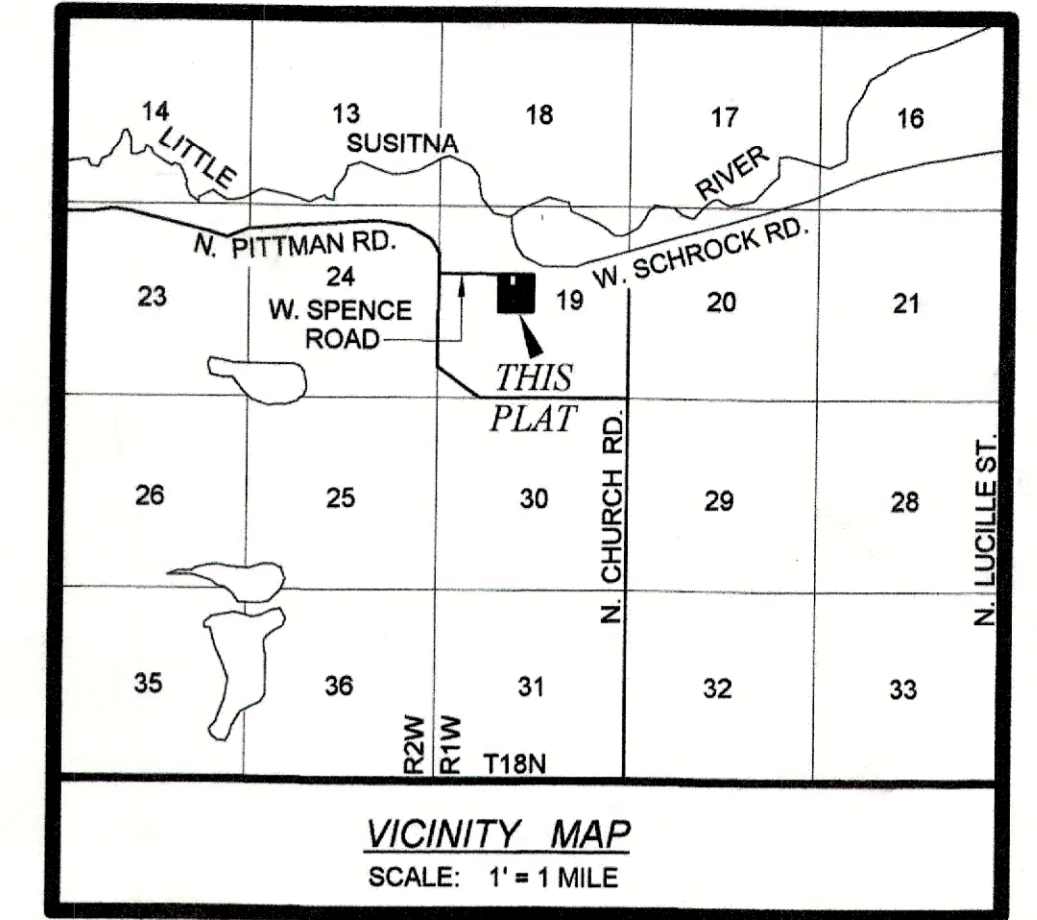 14
13
18
17
16
LITTLE
SUSITNA
RIVER
N. PITTMAN RD.
W. SCHROCK RD.
23
24
19
20
21
W. SPENCE
ROAD
THIS
PLAT
26
25
30
29
28
N. CHURCH RD.
N. LUCILLE ST.
35
36
31
32
33
R2W
R1W
T18N
VICINITY MAP
SCALE: 1' = 1 MILE